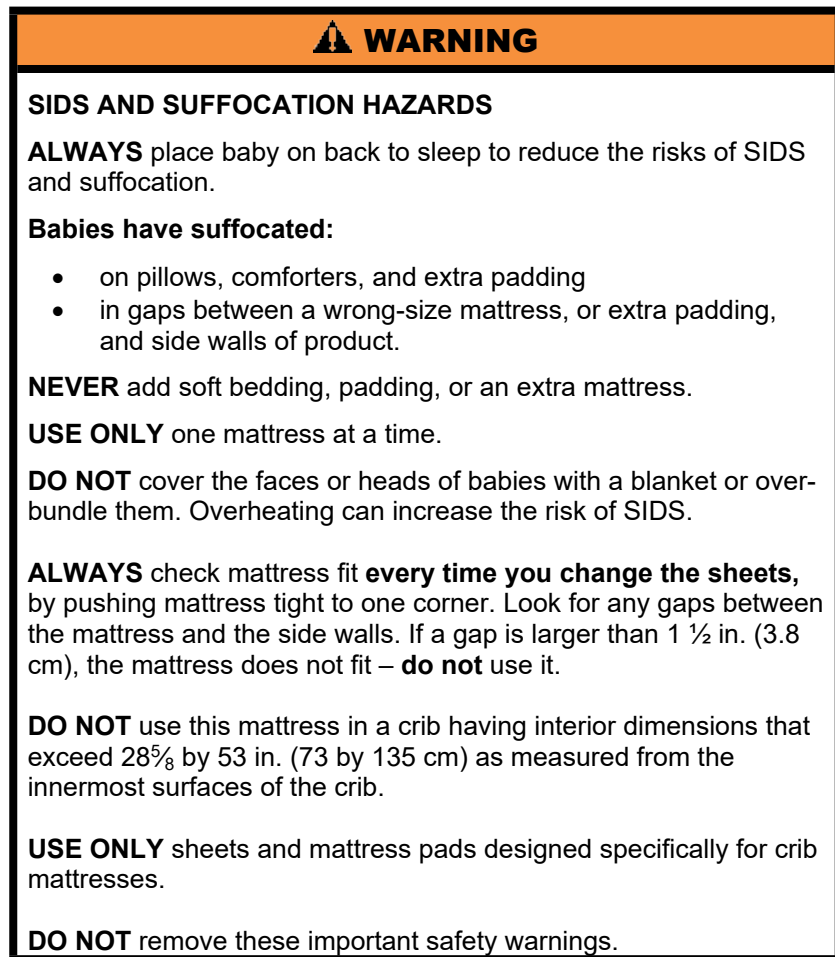 ⚠ WARNING
SIDS AND SUFFOCATION HAZARDS
ALWAYS place baby on back to sleep to reduce the risks of SIDS
and suffocation.
Babies have suffocated:
• on pillows, comforters, and extra padding
• in gaps between a wrong-size mattress, or extra padding,
and side walls of product.
NEVER add soft bedding, padding, or an extra mattress.
USE ONLY one mattress at a time.
DO NOT cover the faces or heads of babies with a blanket or over-
bundle them. Overheating can increase the risk of SIDS.
ALWAYS check mattress fit every time you change the sheets,
by pushing mattress tight to one corner. Look for any gaps between
the mattress and the side walls. If a gap is larger than 1 ½ in. (3.8
cm), the mattress does not fit – do not use it.
DO NOT use this mattress in a crib having interior dimensions that
exceed 28⅝ by 53 in. (73 by 135 cm) as measured from the
innermost surfaces of the crib.
USE ONLY sheets and mattress pads designed specifically for crib
mattresses.
DO NOT remove these important safety warnings.